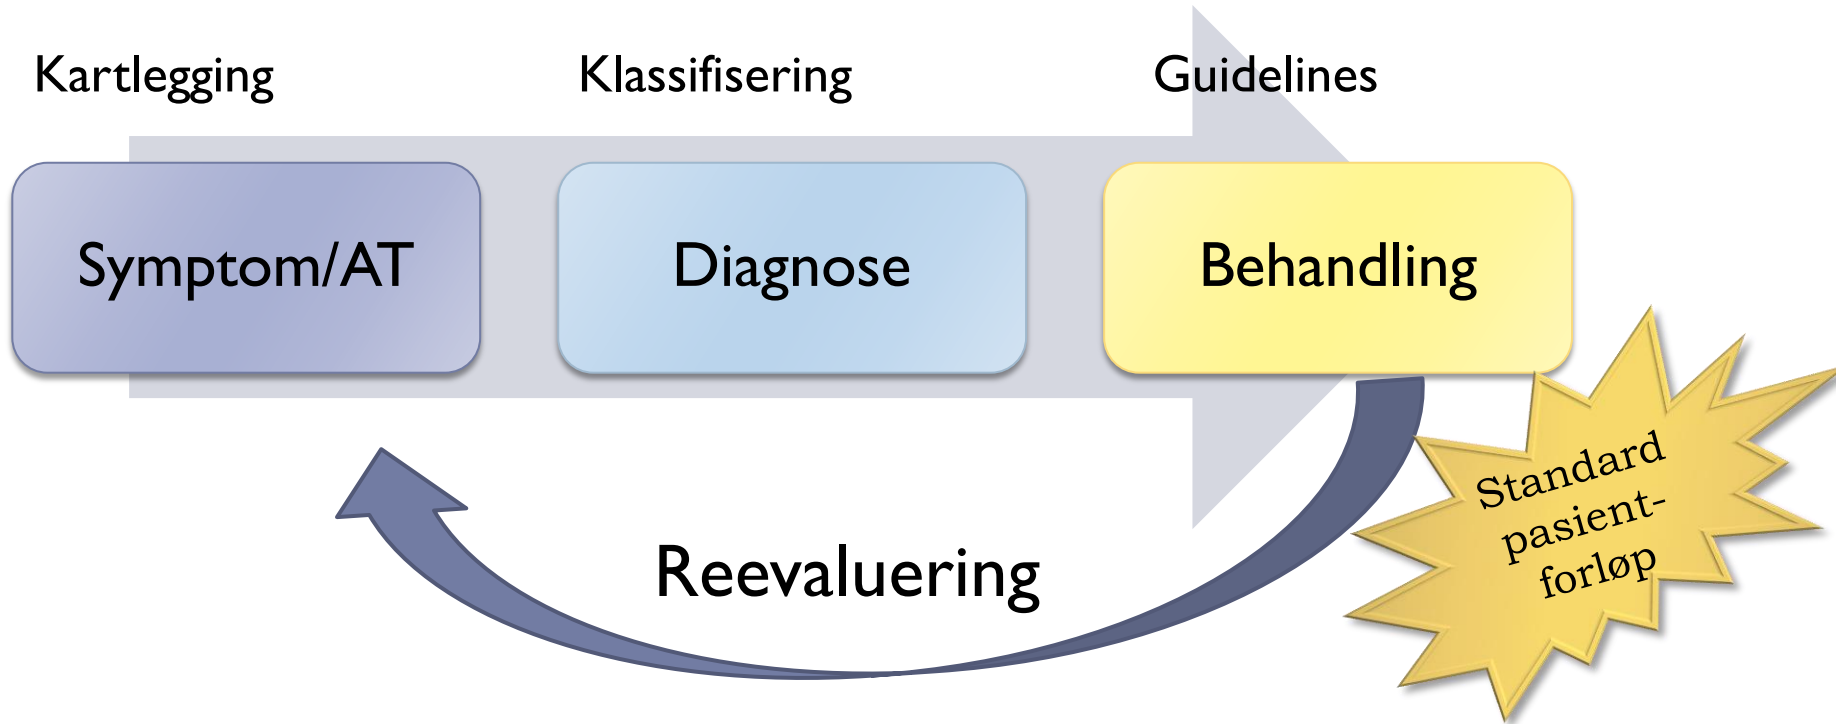 Kartlegging
Klassifisering
Guidelines
Symptom/AT
Diagnose
Behandling
Reevaluering
Standard
pasient-
forløp